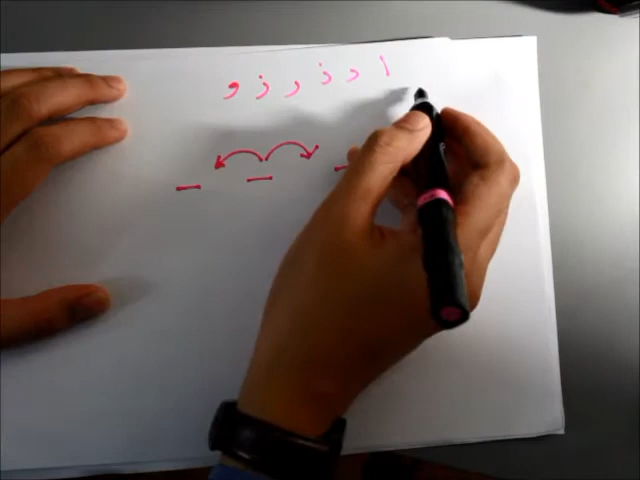 ا د ذ ر ز و